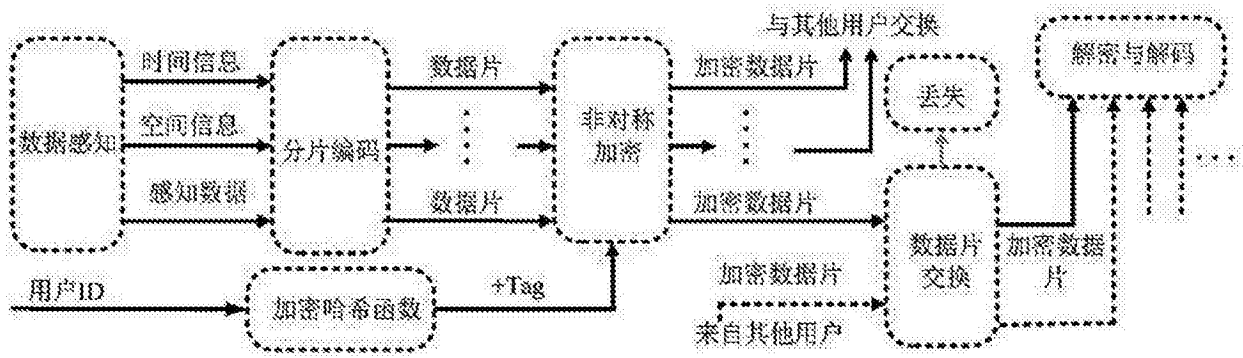 数据感知
时间信息
空间信息
感知数据
分片编码
数据片
数据片
非对称
加密
加密数据片
加密数据片
与其他用户交换
丢失
解密与解码
数据片
交换
加密数据
片
加密数据片
来自其他用户
用户ID
加密哈希函数
+Tag